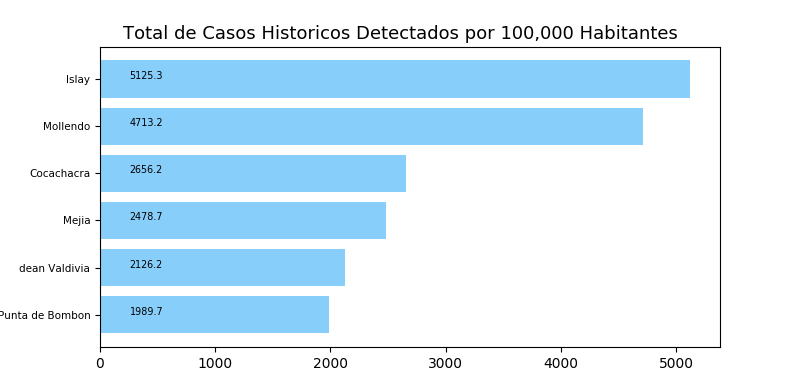 Total de Casos Historicos Detectados por 100,000 Habitantes
Islay 5125.3
Mollendo 4713.2
Cocachacra 2656.2
Mejia 2478.7
dean Valdivia 2126.2
Punta de Bombon 1989.7
0 1000 2000 3000 4000 5000